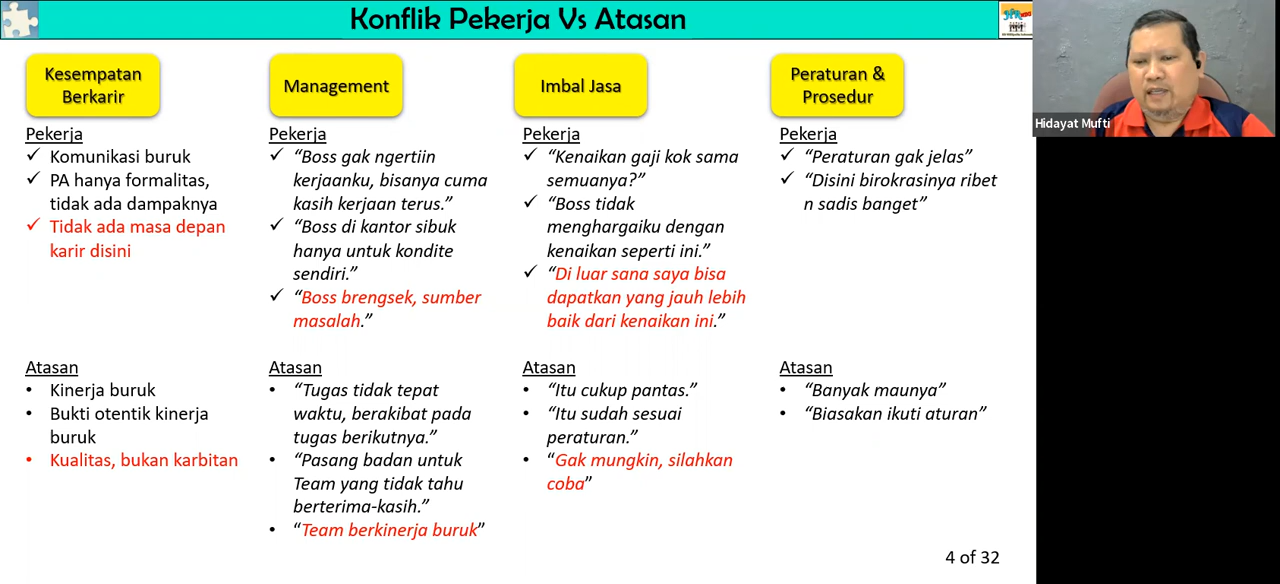 Konflik Pekerja Vs Atasan
Kesempatan
Berkarir
Pekerja
Komunikasi buruk
PA hanya formalitas,
tidak ada dampaknya
Tidak ada masa depan
karir disini
Atasan
Kinerja buruk
Bukti otentik kinerja
buruk
Kualitas, bukan karbitan
Management
Pekerja
“Boss gak ngertiin
kerjaanku, bisanya cuma
kasih kerjaan terus.”
“Boss di kantor sibuk
hanya untuk kondite
sendiri.”
“Boss brengsek, sumber
masalah.”
Atasan
“Tugas tidak tepat
waktu, berakibat pada
tugas berikutnya.”
“Pasang badan untuk
Team yang tidak tahu
berterima-kasih.”
“Team berkinerja buruk”
Imbal Jasa
Pekerja
“Kenaikan gaji kok sama
semuanya?”
“Boss tidak
menghargaiku dengan
kenaikan seperti ini.”
“Di luar sana saya bisa
dapatkan yang jauh lebih
baik dari kenaikan ini.”
Atasan
“Itu cukup pantas.”
“Itu sudah sesuai
peraturan.”
“Gak mungkin, silahkan
coba”
Peraturan &
Prosedur
Pekerja
“Peraturan gak jelas”
“Disini birokrasinya ribet
n sadis banget”
Atasan
“Banyak maunya”
“Biasakan ikuti aturan”
4 of 32
Hidayat Mufti